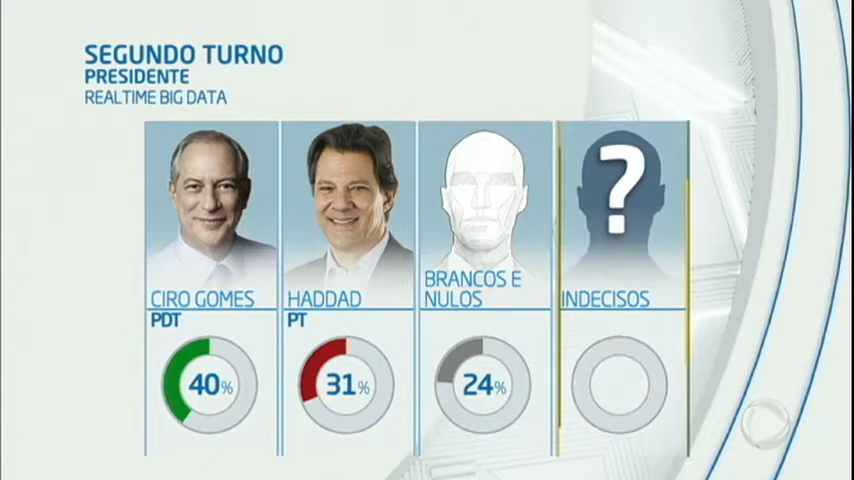 SEGUNDO TURNO
PRESIDENTE
REALTIME BIG DATA
CIRO GOMES
PDT
40%
HADDAD
PT
31%
BRANCOS E
NULOS
24%
?
INDECISOS